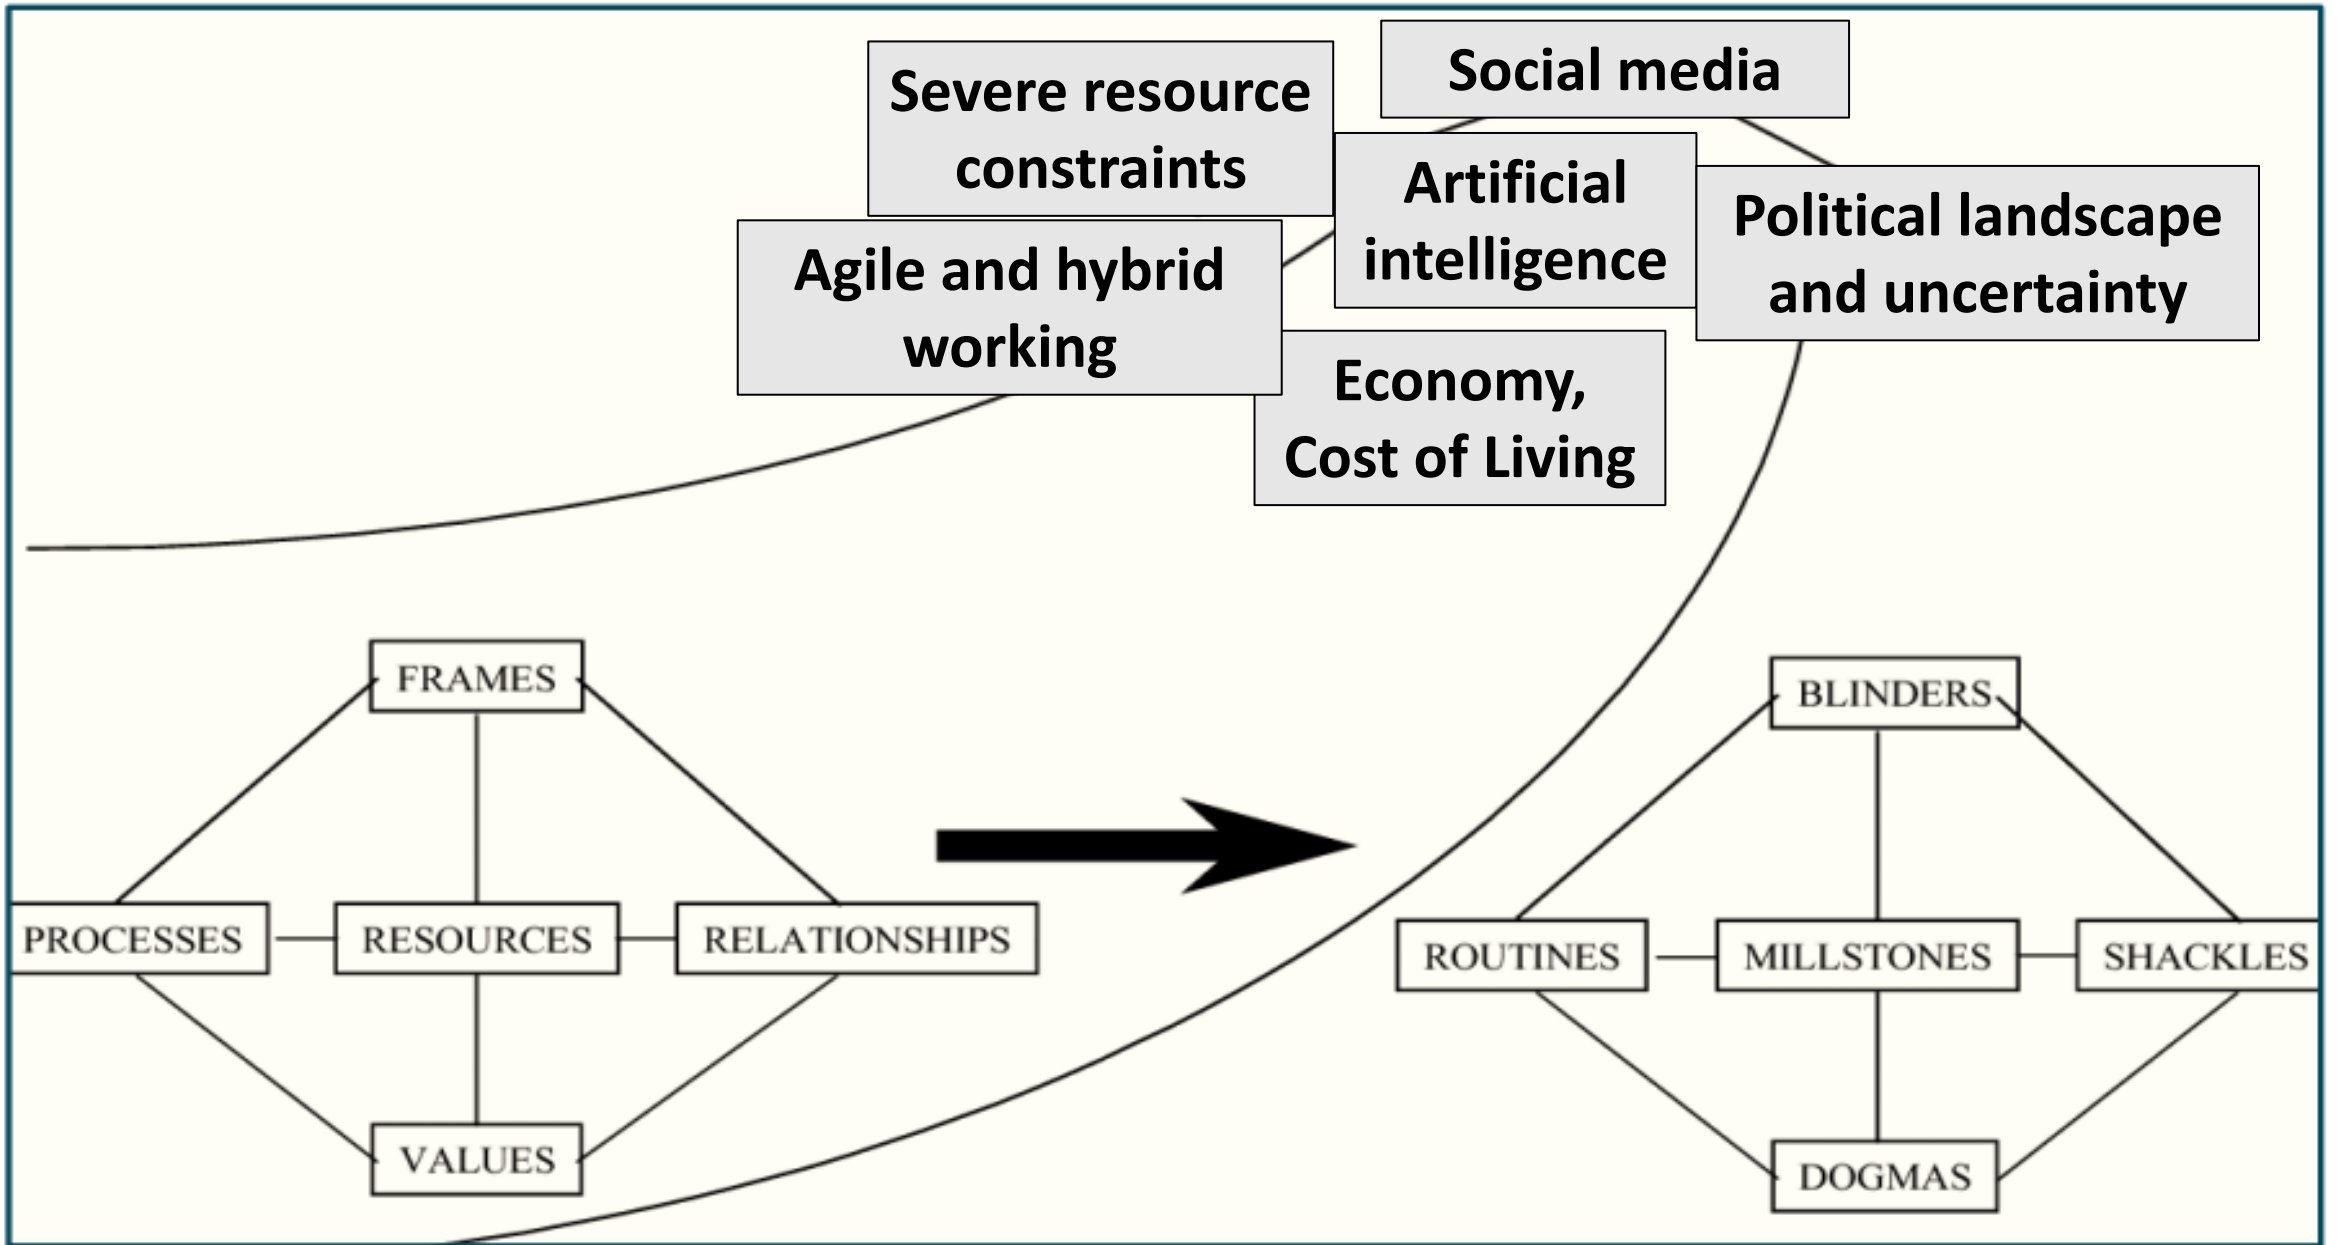 Social media
Severe resource
constraints
Artificial
intelligence
Political landscape
and uncertainty
Agile and hybrid
working
Economy,
Cost of Living
FRAMES
PROCESSES
RESOURCES
RELATIONSHIPS
VALUES
BLINDERS
ROUTINES
MILLSTONES
SHACKLES
DOGMAS